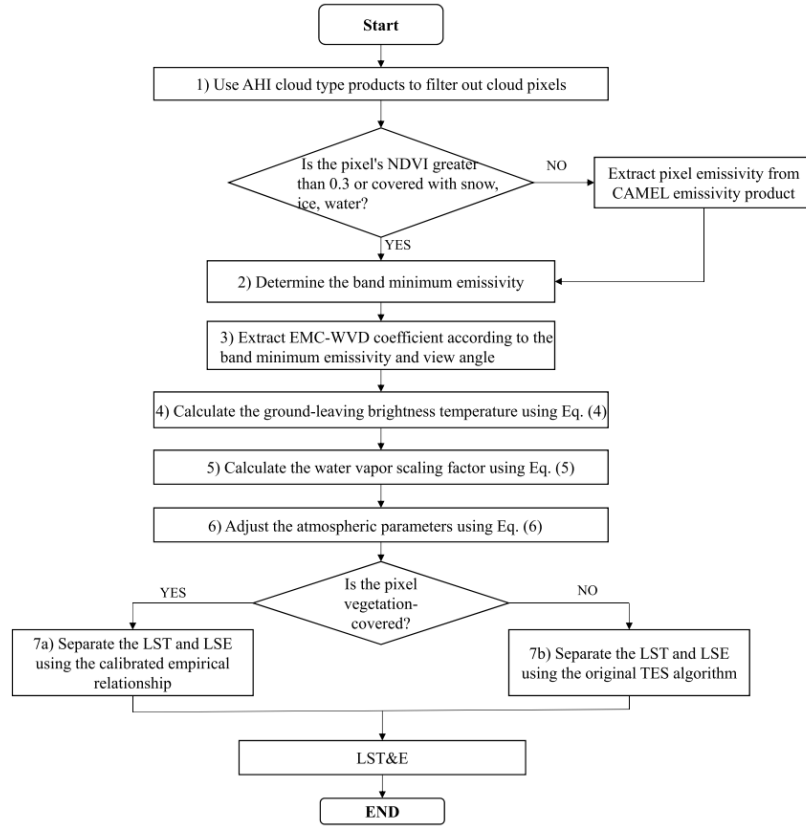 Start
1) Use AHI cloud type products to filter out cloud pixels
Is the pixel's NDVI greater
than 0.3 or covered with snow,
ice, water?
NO
Extract pixel emissivity from
CAMEL emissivity product
YES
2) Determine the band minimum emissivity
3) Extract EMC-WVD coefficient according to the
band minimum emissivity and view angle
4) Calculate the ground-leaving brightness temperature using Eq. (4)
5) Calculate the water vapor scaling factor using Eq. (5)
6) Adjust the atmospheric parameters using Eq. (6)
Is the pixel
vegetation-
covered?
YES
NO
7a) Separate the LST and LSE
using the calibrated empirical
relationship
7b) Separate the LST and LSE
using the original TES algorithm
LST&E
END